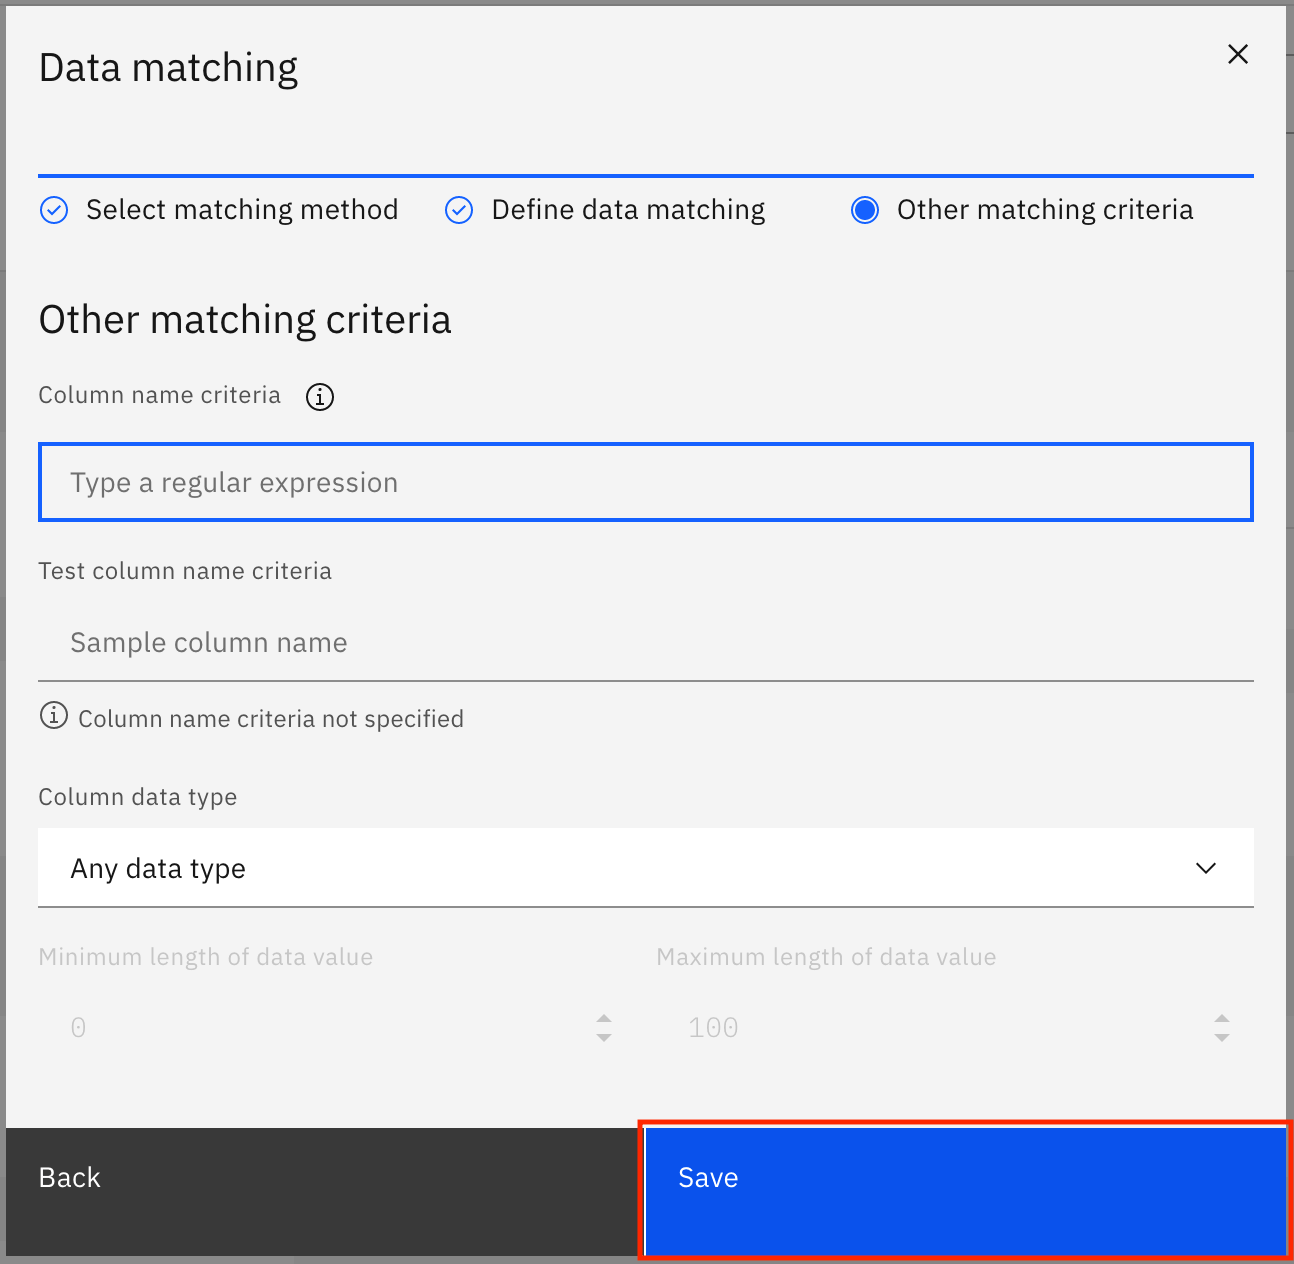 Data matching
Select matching method
Define data matching
Other matching criteria
Other matching criteria
Column name criteria
Type a regular expression
Test column name criteria
Sample column name
Column name criteria not specified
Column data type
Any data type
Minimum length of data value
Maximum length of data value
0
100
Back
Save